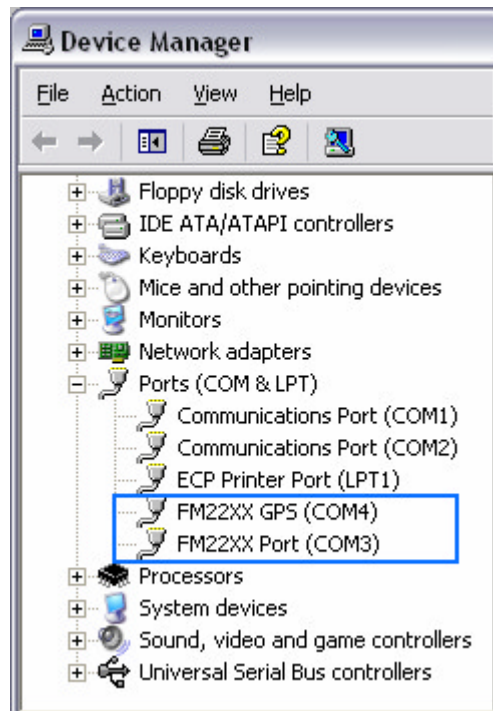 Device Manager
File Action View Help
Floppy disk drives
IDE ATA/ATAPI controllers
Keyboards
Mice and other pointing devices
Monitors
Network adapters
Ports (COM & LPT)
Communications Port (COM1)
Communications Port (COM2)
ECP Printer Port (LPT1)
FM22XX GPS (COM4)
FM22XX Port (COM3)
Processors
System devices
Sound, video and game controllers
Universal Serial Bus controllers